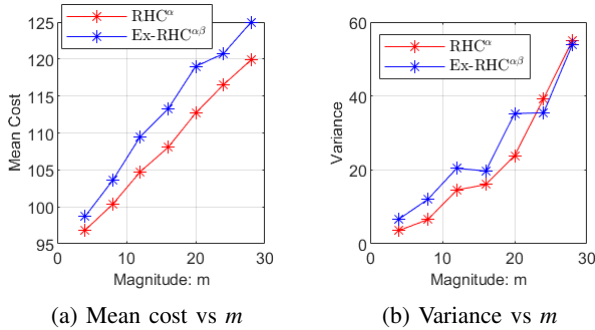 125
120
115
110
105
100
95
Mean Cost
RHC^α
Ex-RHC^αβ
0 10 20 30
Magnitude: m
(a) Mean cost vs m
60
40
20
0
Variance
RHC^α
Ex-RHC^αβ
0 10 20 30
Magnitude: m
(b) Variance vs m